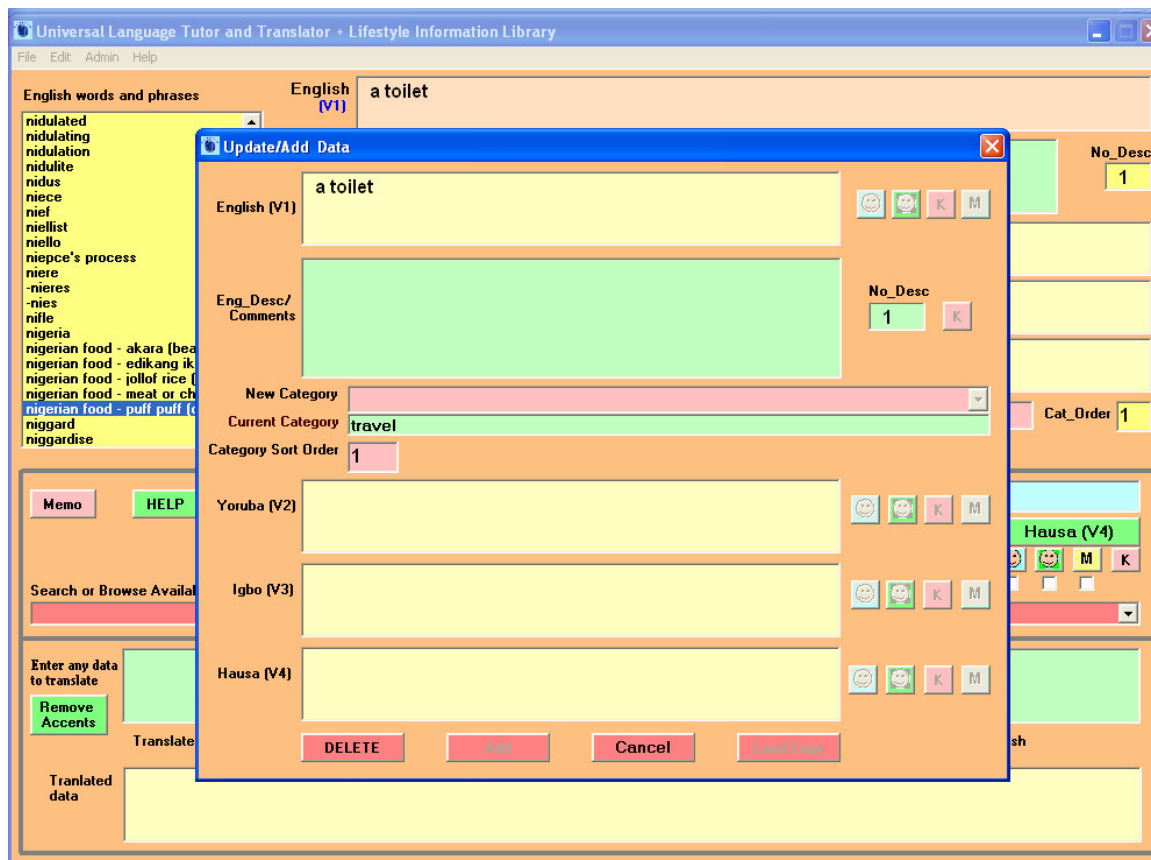 Universal Language Tutor and Translator + Lifestyle Information Library
File Edit Admin Help
English words and phrases
English
(V1)
a toilet
nidulated
nidulating
nidulation
nidulite
nidus
niece
nief
niellist
niello
niepce's process
niere
-nieres
-nies
nifle
nigeria
nigerian food - akara (bea
nigerian food - edikang ik
nigerian food - jollof rice (
nigerian food - meat or ch
nigerian food - puff puff (
niggard
niggardise
No_Desc
1
Cat_Order 1
Update/Add Data
English (V1)
a toilet
K M
Eng_Desc/
Comments
No_Desc
1
K
New Category
Current Category travel
Category Sort Order 1
Yoruba (V2)
K M
Igbo (V3)
K M
Hausa (V4)
K M
DELETE Add Cancel Load Copy
Memo HELP
Hausa (V4)
M K
Search or Browse Availal
Enter any data
to translate
Remove
Accents
Translate
sh
Tranlated
data